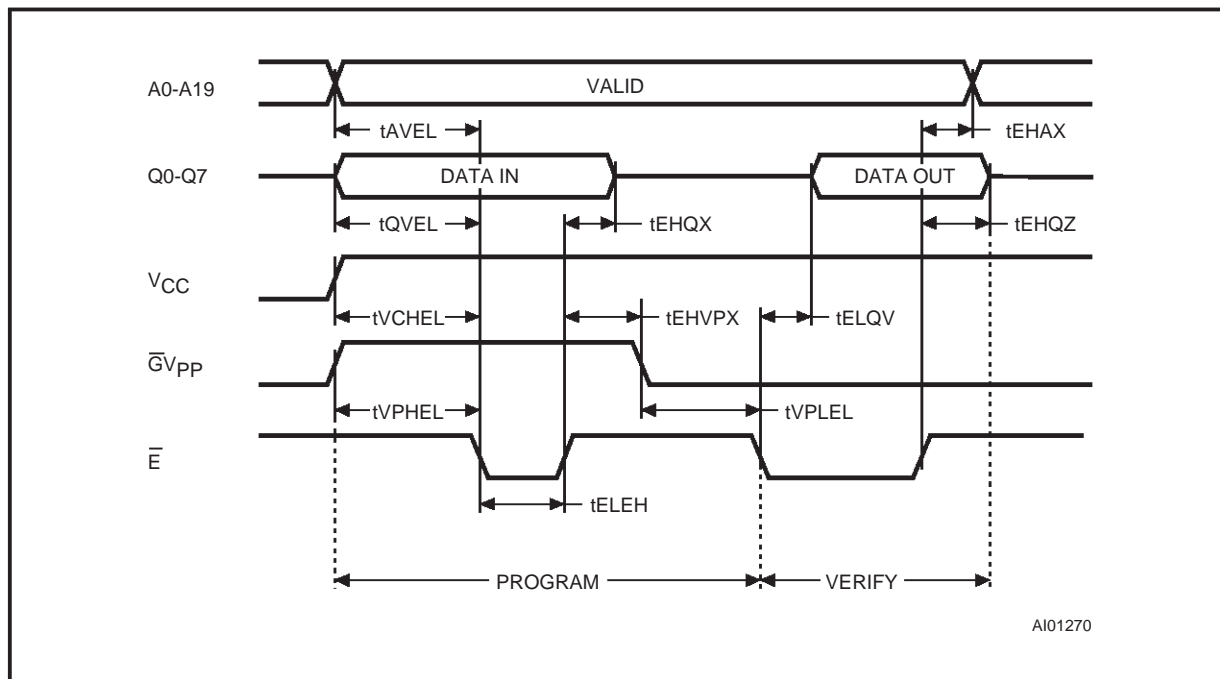 A0-A19
VALID
tAVEL
tEHAX
Q0-Q7
DATA IN
DATA OUT
tQVEL
tEHQX
tEHQZ
VCC
tVCHEL
tEHVPX
tELQV
G̅VPP
tVPHEL
tVPLEL
E̅
tELEH
PROGRAM
VERIFY
AI01270